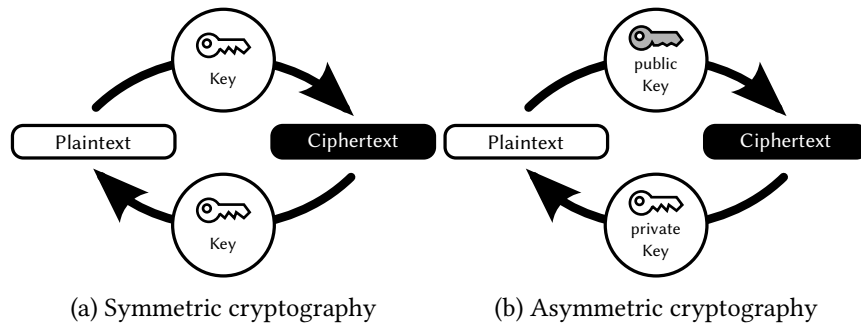 Key
public
Key
Plaintext
Ciphertext
Plaintext
Ciphertext
Key
private
Key
(a) Symmetric cryptography
(b) Asymmetric cryptography